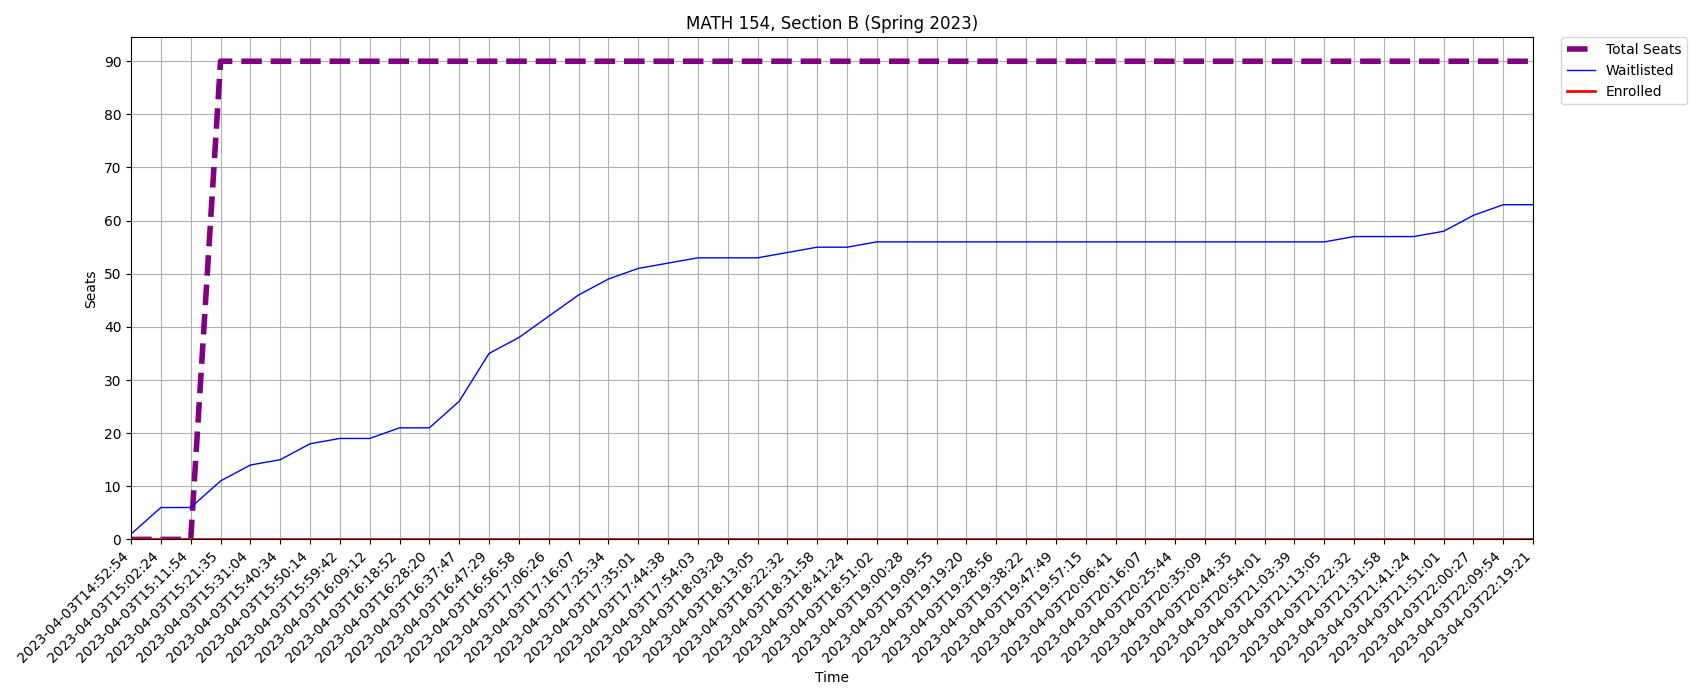 MATH 154, Section B (Spring 2023)
Total Seats
Waitlisted
Enrolled
Seats
90
80
70
60
50
40
30
20
10
0
2023-04-03T14:52:54
2023-04-03T15:02:24
2023-04-03T15:11:54
2023-04-03T15:21:35
2023-04-03T15:31:04
2023-04-03T15:40:34
2023-04-03T15:50:14
2023-04-03T15:59:42
2023-04-03T16:09:12
2023-04-03T16:18:52
2023-04-03T16:28:20
2023-04-03T16:37:47
2023-04-03T16:47:29
2023-04-03T16:56:58
2023-04-03T17:06:26
2023-04-03T17:16:07
2023-04-03T17:25:34
2023-04-03T17:35:01
2023-04-03T17:44:38
2023-04-03T17:54:03
2023-04-03T18:03:28
2023-04-03T18:13:05
2023-04-03T18:22:32
2023-04-03T18:31:58
2023-04-03T18:41:24
2023-04-03T18:51:02
2023-04-03T19:00:28
2023-04-03T19:09:55
2023-04-03T19:19:20
2023-04-03T19:28:56
2023-04-03T19:38:22
2023-04-03T19:47:49
2023-04-03T19:57:15
2023-04-03T20:06:41
2023-04-03T20:16:07
2023-04-03T20:25:44
2023-04-03T20:35:09
2023-04-03T20:44:35
2023-04-03T20:54:01
2023-04-03T21:03:39
2023-04-03T21:13:05
2023-04-03T21:22:32
2023-04-03T21:31:58
2023-04-03T21:41:24
2023-04-03T21:51:01
2023-04-03T22:00:27
2023-04-03T22:09:54
2023-04-03T22:19:21
Time